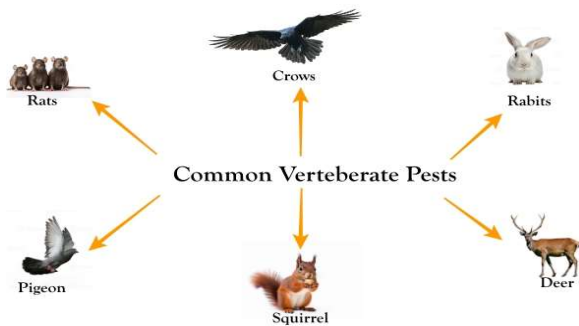 Crows
Rats
Rabits
Common Verteberate Pests
Pigeon
Squirrel
Deer